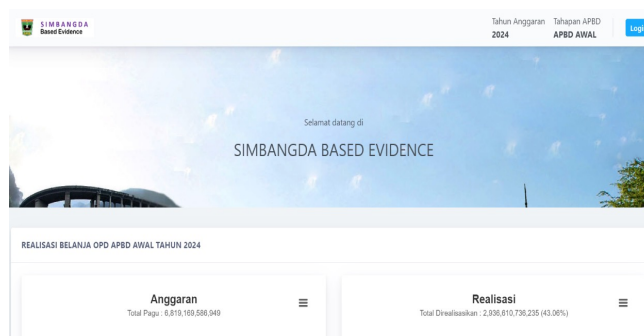 SIMBANGDA
Based Evidence
Tahun Anggaran Tahapan APBD
2024 APBD AWAL
Logi
Selamat datang di
SIMBANGDA BASED EVIDENCE
REALISASI BELANJA OPD APBD AWAL TAHUN 2024
Anggaran
Total Pagu : 6,819,169,586,949
Realisasi
Total Direalisasikan : 2,936,610,736,235 (43.06%)